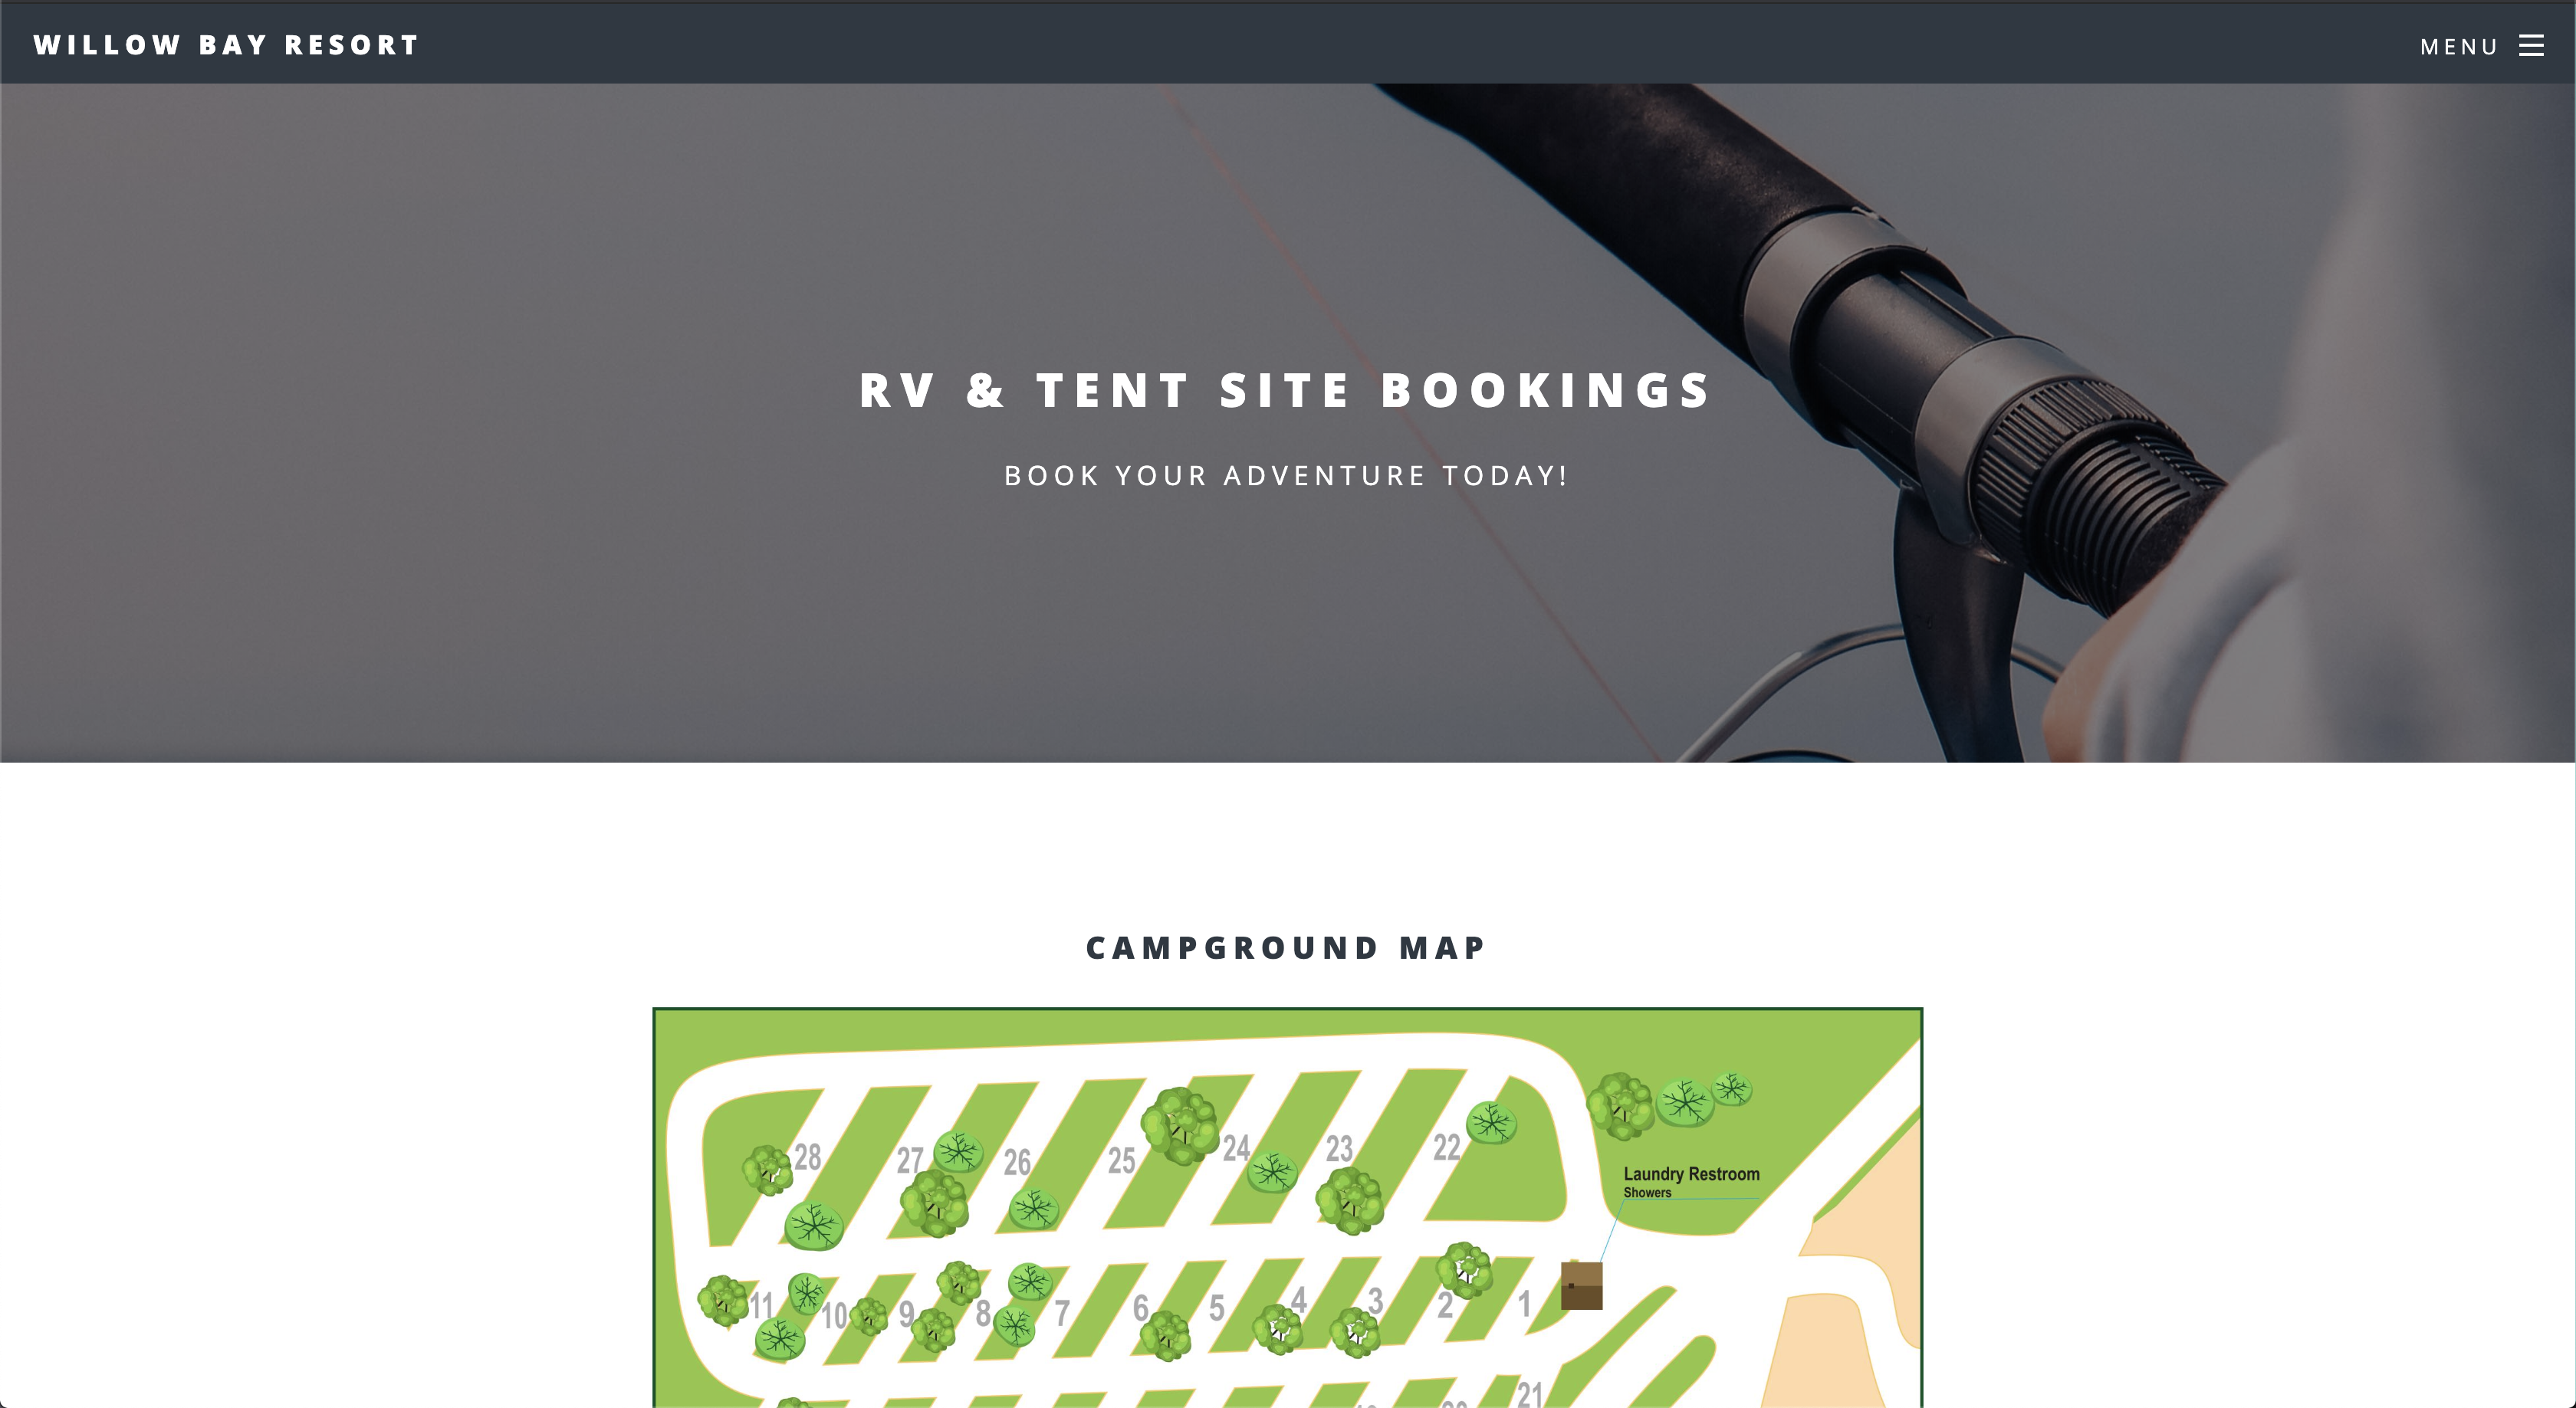 WILLOW BAY RESORT
MENU
RV & TENT SITE BOOKINGS
BOOK YOUR ADVENTURE TODAY!
CAMPGROUND MAP
28 27 26 25 24 23 22
Laundry Restroom
Showers
11 10 9 8 7 6 5 4 3 2 1
21